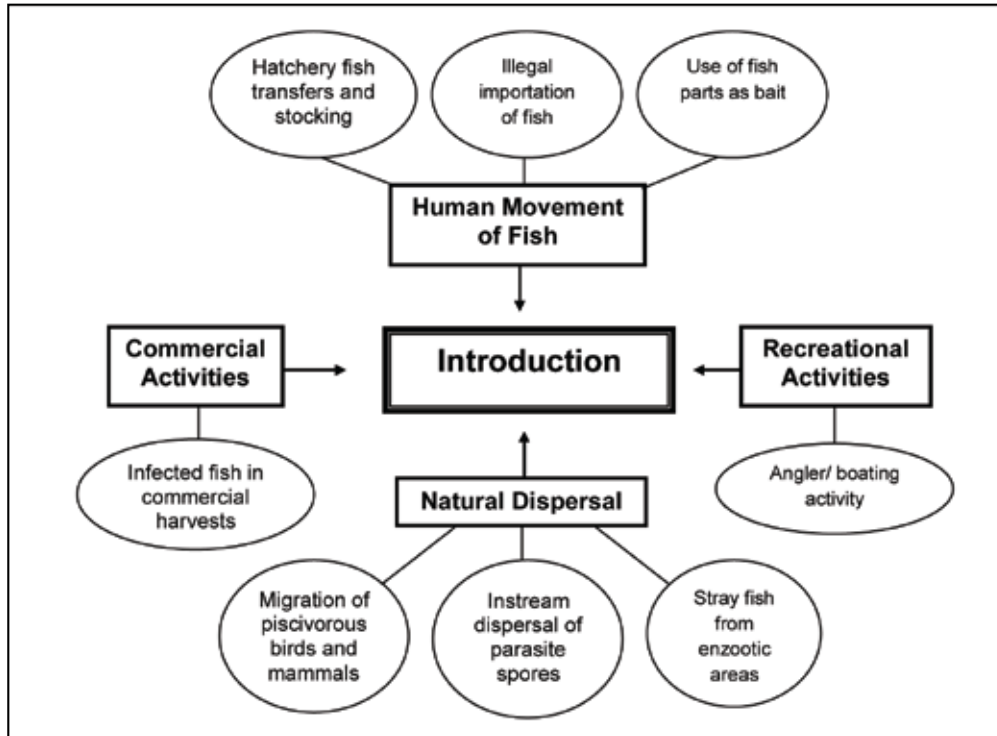 Hatchery fish
transfers and
stocking
Illegal
importation
of fish
Use of fish
parts as bait
Human Movement
of Fish
Commercial
Activities
Introduction
Recreational
Activities
Infected fish in
commercial
harvests
Natural Dispersal
Angler/ boating
activity
Migration of
piscivorous
birds and
mammals
Instream
dispersal of
parasite
spores
Stray fish
from
enzootic
areas